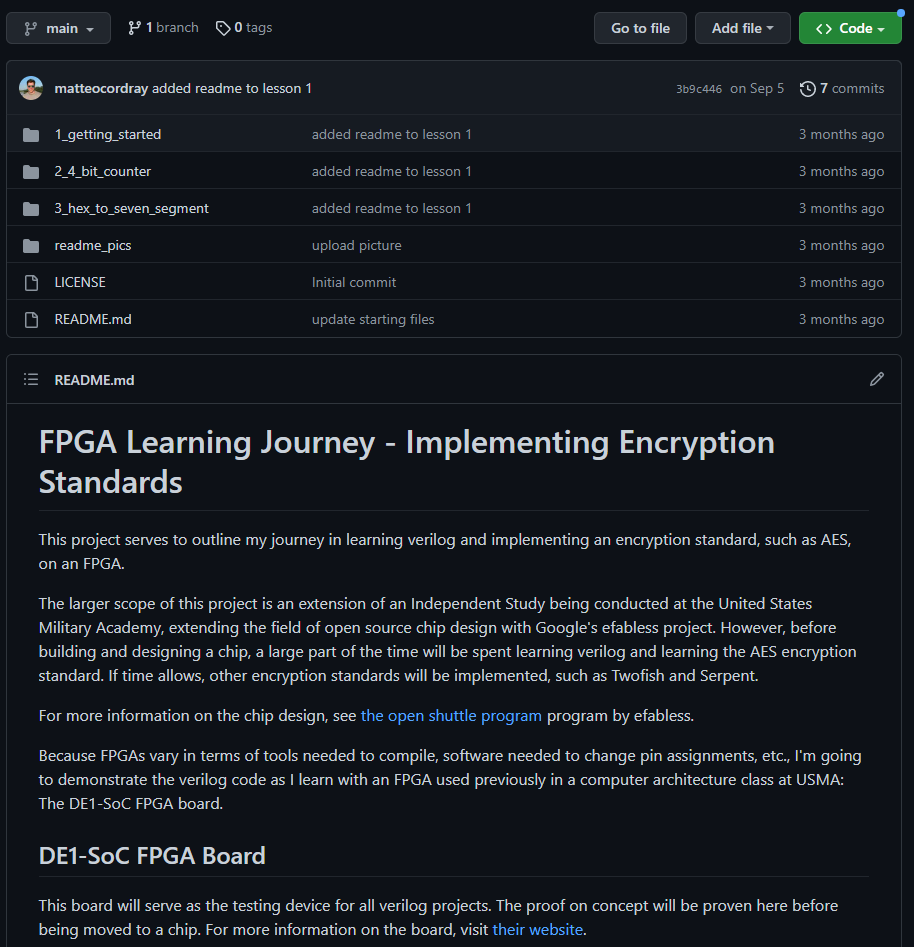 main 1 branch 0 tags Go to file Add file Code
matteocordray added readme to lesson 1 3b9c446 on Sep 5 7 commits
1_getting_started added readme to lesson 1 3 months ago
2_4_bit_counter added readme to lesson 1 3 months ago
3_hex_to_seven_segment added readme to lesson 1 3 months ago
readme_pics upload picture 3 months ago
LICENSE Initial commit 3 months ago
README.md update starting files 3 months ago
README.md
FPGA Learning Journey - Implementing Encryption
Standards
This project serves to outline my journey in learning verilog and implementing an encryption standard, such as AES,
on an FPGA.
The larger scope of this project is an extension of an Independent Study being conducted at the United States
Military Academy, extending the field of open source chip design with Google's efabless project. However, before
building and designing a chip, a large part of the time will be spent learning verilog and learning the AES encryption
standard. If time allows, other encryption standards will be implemented, such as Twofish and Serpent.
For more information on the chip design, see the open shuttle program program by efabless.
Because FPGAs vary in terms of tools needed to compile, software needed to change pin assignments, etc., I'm going
to demonstrate the verilog code as I learn with an FPGA used previously in a computer architecture class at USMA:
The DE1-SoC FPGA board.
DE1-SoC FPGA Board
This board will serve as the testing device for all verilog projects. The proof on concept will be proven here before
being moved to a chip. For more information on the board, visit their website.